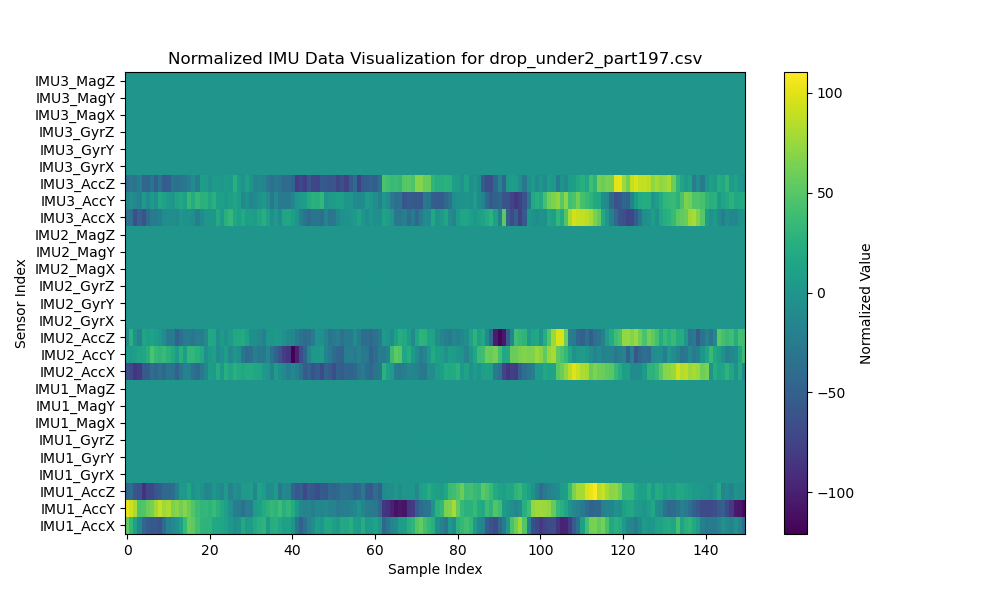 Normalized IMU Data Visualization for drop_under2_part197.csv
IMU3_MagZ
IMU3_MagY
IMU3_MagX
IMU3_GyrZ
IMU3_GyrY
IMU3_GyrX
IMU3_AccZ
IMU3_AccY
IMU3_AccX
IMU2_MagZ
IMU2_MagY
IMU2_MagX
IMU2_GyrZ
IMU2_GyrY
IMU2_GyrX
IMU2_AccZ
IMU2_AccY
IMU2_AccX
IMU1_MagZ
IMU1_MagY
IMU1_MagX
IMU1_GyrZ
IMU1_GyrY
IMU1_GyrX
IMU1_AccZ
IMU1_AccY
IMU1_AccX
Sensor Index
0 20 40 60 80 100 120 140
Sample Index
100
50
0
−50
−100
Normalized Value